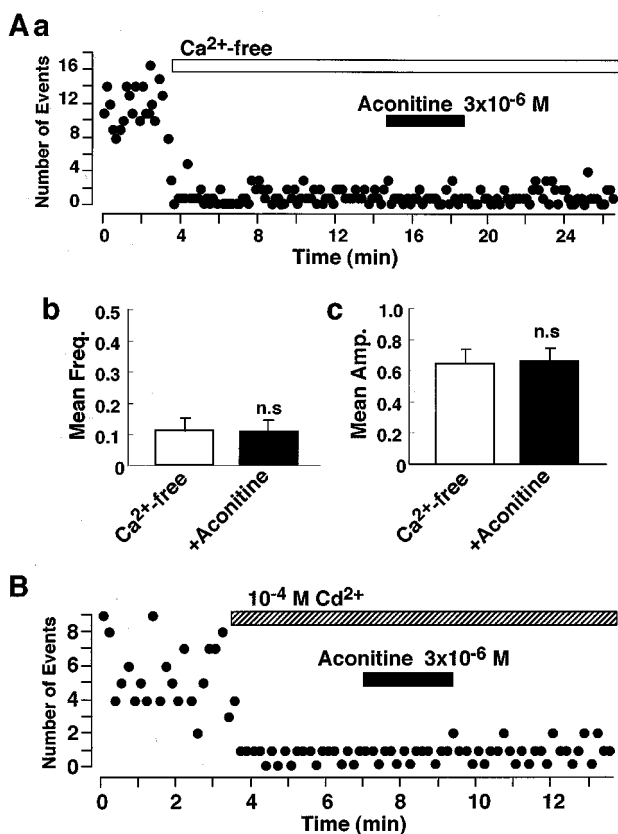 Aa
Ca²⁺-free
Aconitine 3x10⁻⁶ M
Number of Events
16
12
8
4
0
0 4 8 12 16 20 24
Time (min)
b
Mean Freq.
0.5
0.4
0.3
0.2
0.1
0
n.s
Ca²⁺-free
+Aconitine
c
Mean Amp.
1.0
0.8
0.6
0.4
0.2
0
n.s
Ca²⁺-free
+Aconitine
B
10⁻⁴ M Cd²⁺
Aconitine 3x10⁻⁶ M
Number of Events
8
6
4
2
0
0 2 4 6 8 10 12
Time (min)